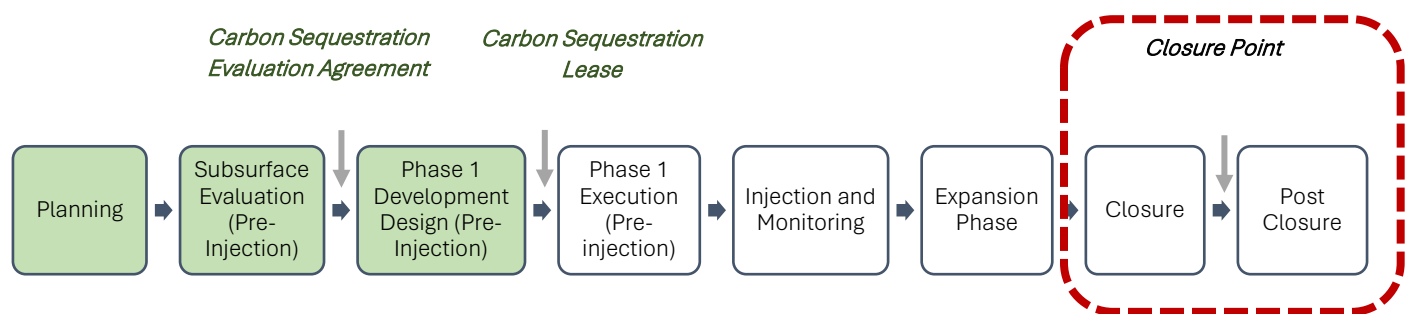 Carbon Sequestration
Evaluation Agreement
Carbon Sequestration
Lease
Closure Point
Planning
Subsurface
Evaluation
(Pre-
Injection)
Phase 1
Development
Design (Pre-
Injection)
Phase 1
Execution
(Pre-
injection)
Injection and
Monitoring
Expansion
Phase
Closure
Post
Closure